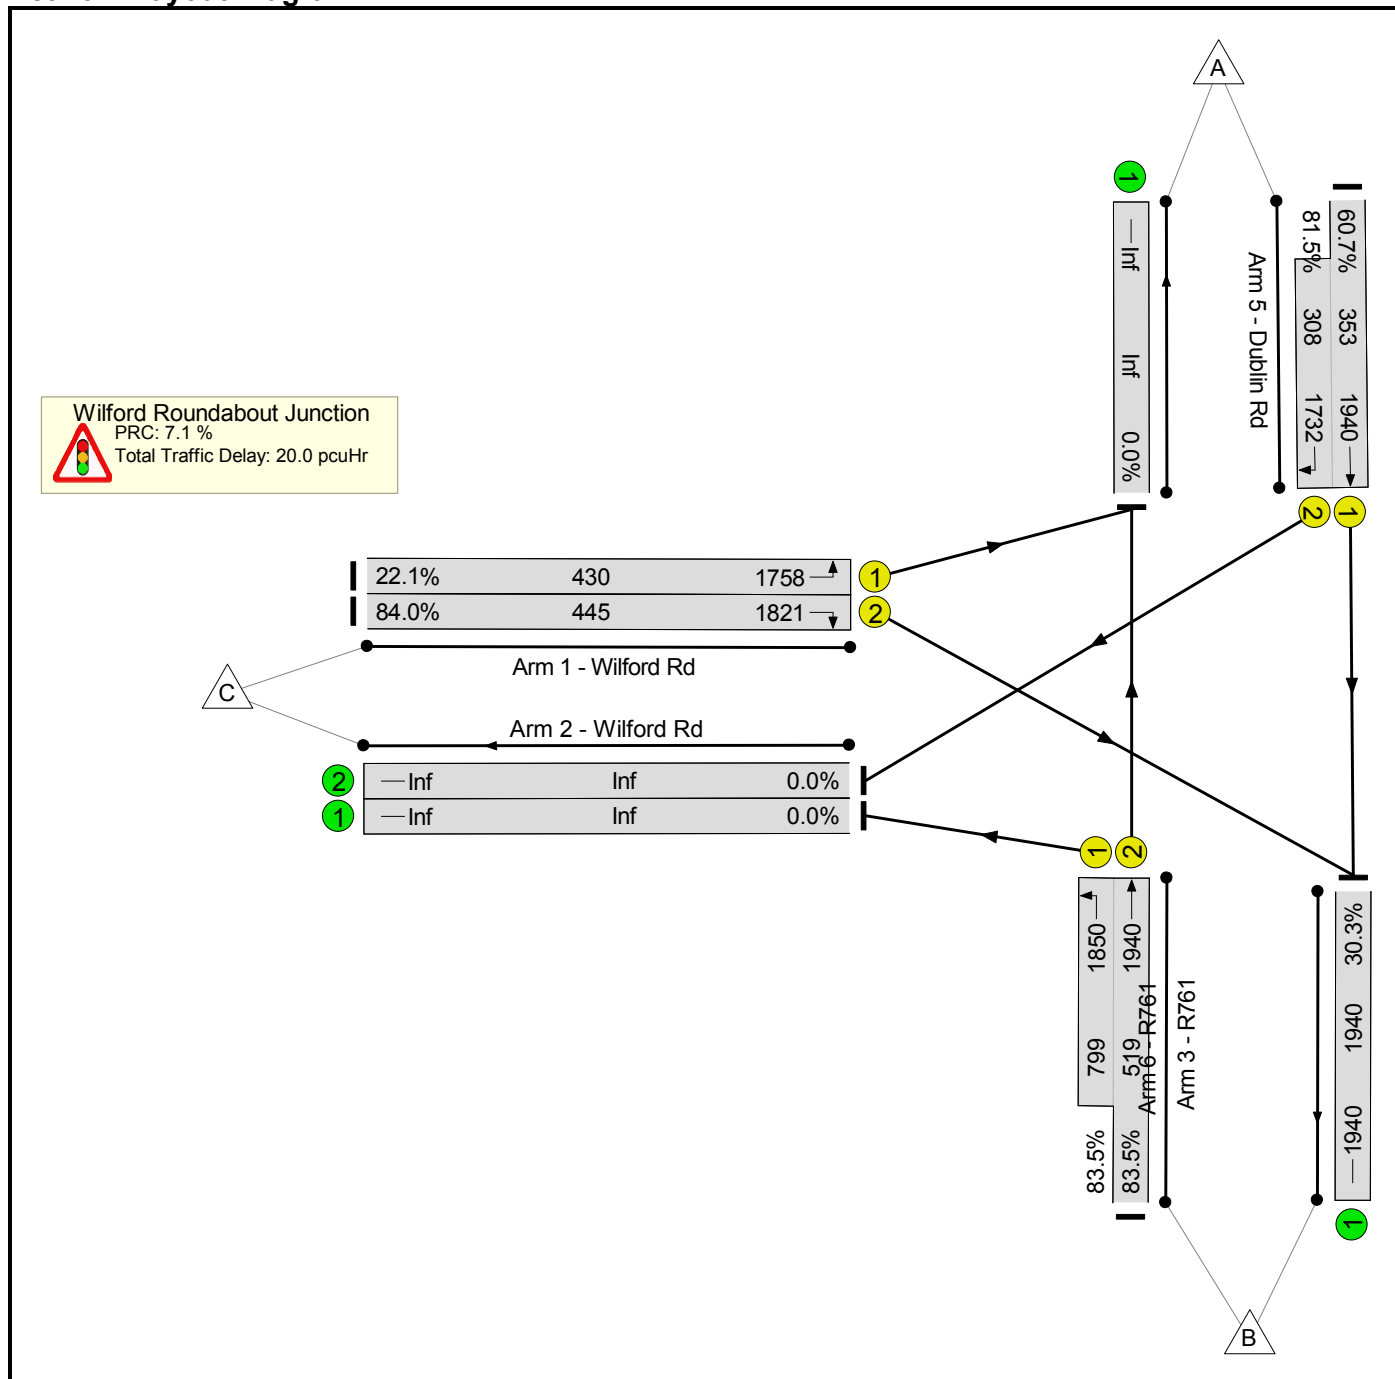 A
1
Inf
Inf
0.0%
Arm 5 - Dublin Rd
60.7% 353 1940
81.5% 308 1732
2 1
Wilford Roundabout Junction
PRC: 7.1 %
Total Traffic Delay: 20.0 pcuHr
22.1% 430 1758 1
84.0% 445 1821 2
Arm 1 - Wilford Rd
C
Arm 2 - Wilford Rd
2 Inf Inf 0.0%
1 Inf Inf 0.0%
1 2
83.5% 799 1850
83.5% 519 1940
Arm 6 - R761
Arm 3 - R761
1940 1940 30.3%
1
B